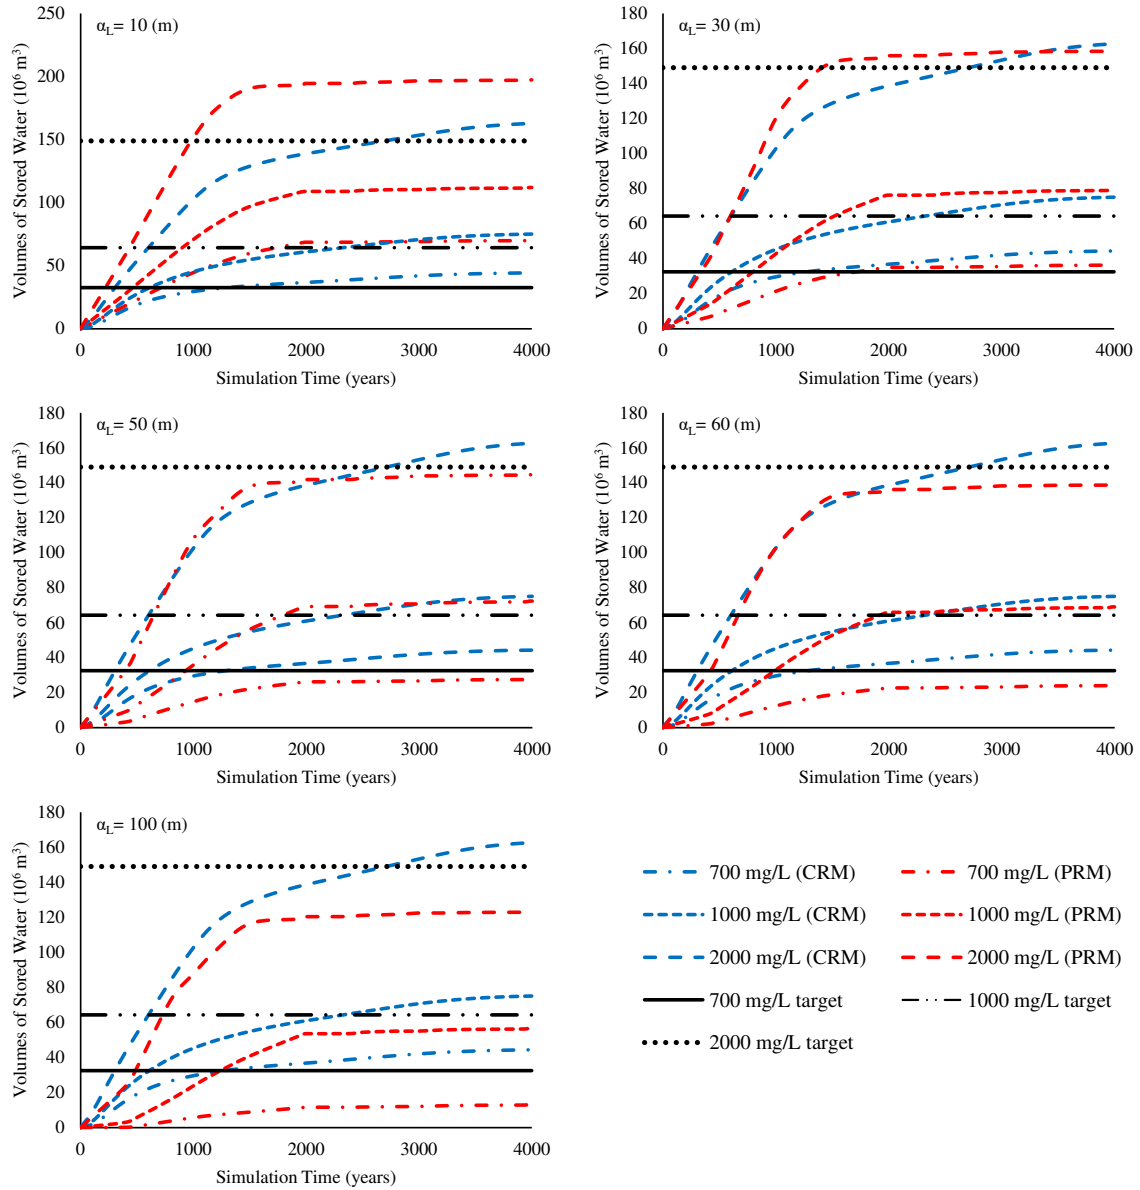 α_L= 10 (m)
Volumes of Stored Water (10⁶ m³)
250
200
150
100
50
0
0 1000 2000 3000 4000
Simulation Time (years)
α_L= 30 (m)
Volumes of Stored Water (10⁶ m³)
180
160
140
120
100
80
60
40
20
0
0 1000 2000 3000 4000
Simulation Time (years)
α_L= 50 (m)
Volumes of Stored Water (10⁶ m³)
180
160
140
120
100
80
60
40
20
0
0 1000 2000 3000 4000
Simulation Time (years)
α_L= 60 (m)
Volumes of Stored Water (10⁶ m³)
180
160
140
120
100
80
60
40
20
0
0 1000 2000 3000 4000
Simulation Time (years)
α_L= 100 (m)
Volumes of Stored Water (10⁶ m³)
180
160
140
120
100
80
60
40
20
0
0 1000 2000 3000 4000
Simulation Time (years)
700 mg/L (CRM) 700 mg/L (PRM)
1000 mg/L (CRM) 1000 mg/L (PRM)
2000 mg/L (CRM) 2000 mg/L (PRM)
700 mg/L target 1000 mg/L target
2000 mg/L target